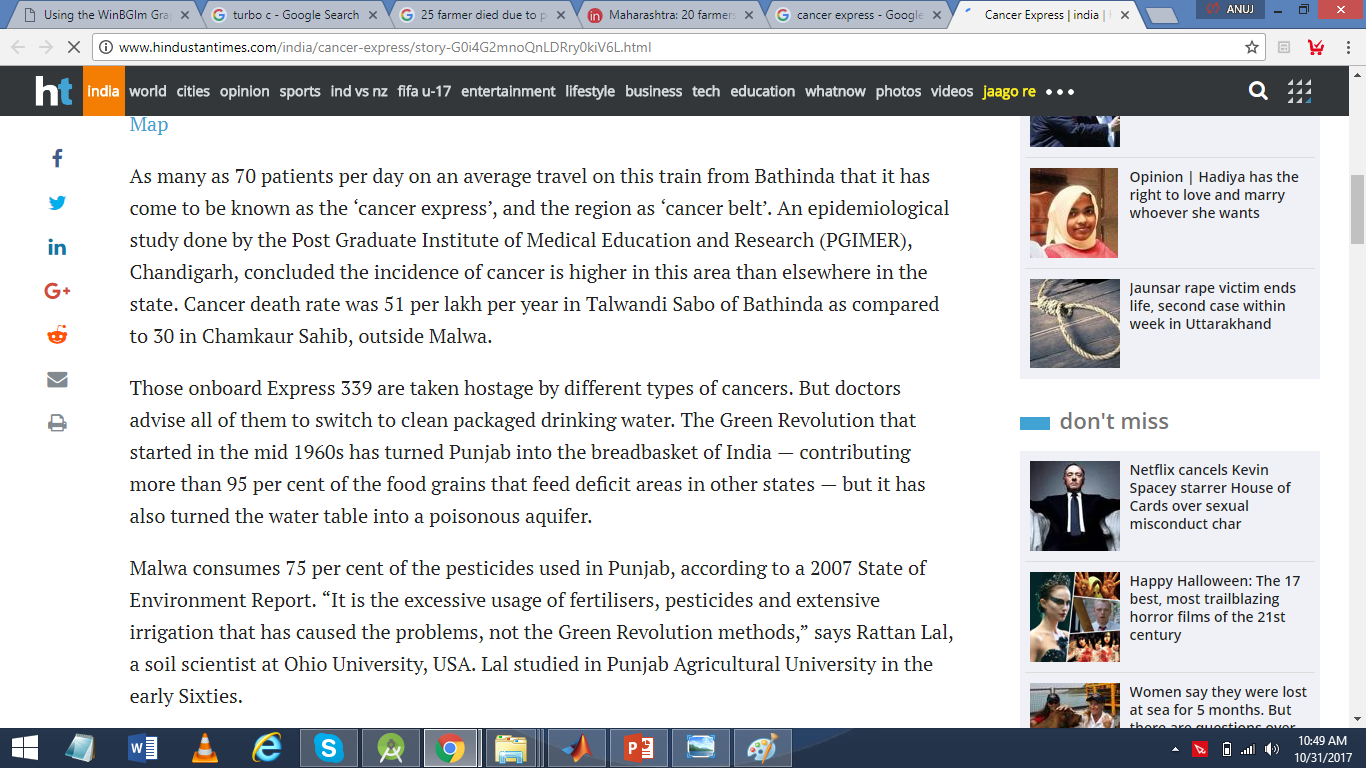 Using the WinBGIm Gra
turbo c - Google Search
25 farmer died due to p
Maharashtra: 20 farmers
cancer express - Google
Cancer Express | india |
ANUJ
www.hindustantimes.com/india/cancer-express/story-G0i4G2mnoQnLDRry0kiV6L.html
ht india world cities opinion sports ind vs nz fifa u-17 entertainment lifestyle business tech education whatnow photos videos jaago re
Map
As many as 70 patients per day on an average travel on this train from Bathinda that it has
come to be known as the ‘cancer express’, and the region as ‘cancer belt’. An epidemiological
study done by the Post Graduate Institute of Medical Education and Research (PGIMER),
Chandigarh, concluded the incidence of cancer is higher in this area than elsewhere in the
state. Cancer death rate was 51 per lakh per year in Talwandi Sabo of Bathinda as compared
to 30 in Chamkaur Sahib, outside Malwa.
Those onboard Express 339 are taken hostage by different types of cancers. But doctors
advise all of them to switch to clean packaged drinking water. The Green Revolution that
started in the mid 1960s has turned Punjab into the breadbasket of India — contributing
more than 95 per cent of the food grains that feed deficit areas in other states — but it has
also turned the water table into a poisonous aquifer.
Malwa consumes 75 per cent of the pesticides used in Punjab, according to a 2007 State of
Environment Report. “It is the excessive usage of fertilisers, pesticides and extensive
irrigation that has caused the problems, not the Green Revolution methods,” says Rattan Lal,
a soil scientist at Ohio University, USA. Lal studied in Punjab Agricultural University in the
early Sixties.
Opinion | Hadiya has the
right to love and marry
whoever she wants
Jaunsar rape victim ends
life, second case within
week in Uttarakhand
don't miss
Netflix cancels Kevin
Spacey starrer House of
Cards over sexual
misconduct char
Happy Halloween: The 17
best, most trailblazing
horror films of the 21st
century
Women say they were lost
at sea for 5 months. But
there are questions over
10:49 AM
10/31/2017